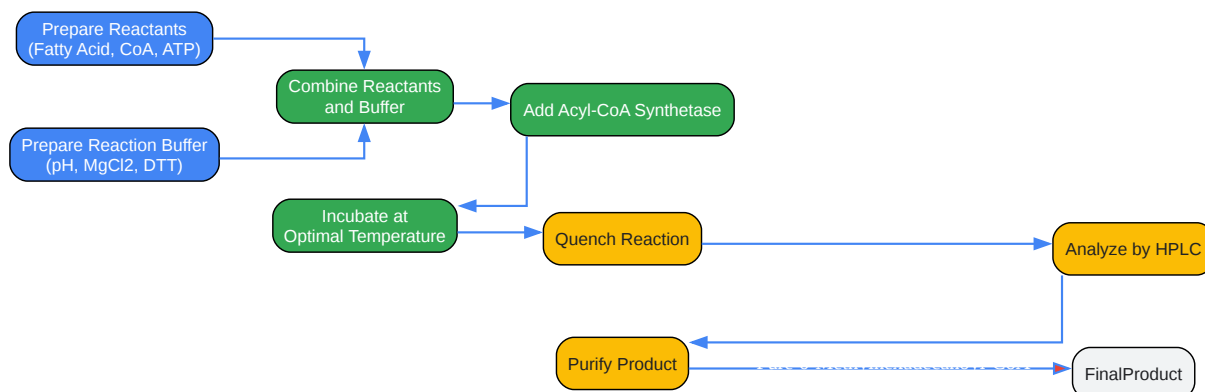 Prepare Reactants
(Fatty Acid, CoA, ATP)
Combine Reactants
and Buffer
Add Acyl-CoA Synthetase
Prepare Reaction Buffer
(pH, MgCl2, DTT)
Incubate at
Optimal Temperature
Quench Reaction
Analyze by HPLC
Purify Product
FinalProduct